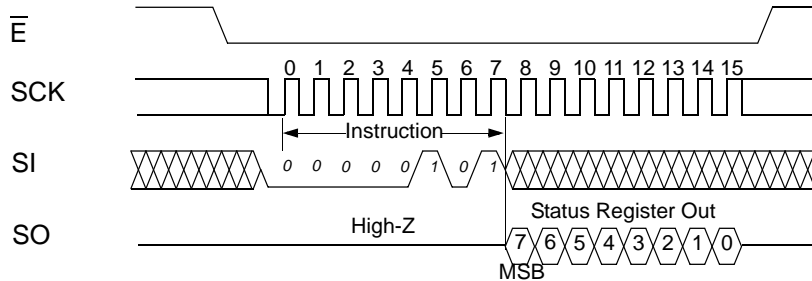 E
0 1 2 3 4 5 6 7 8 9 10 11 12 13 14 15
SCK
Instruction
SI
0 0 0 0 0 1 0 1
High-Z
Status Register Out
SO
7 6 5 4 3 2 1 0
MSB